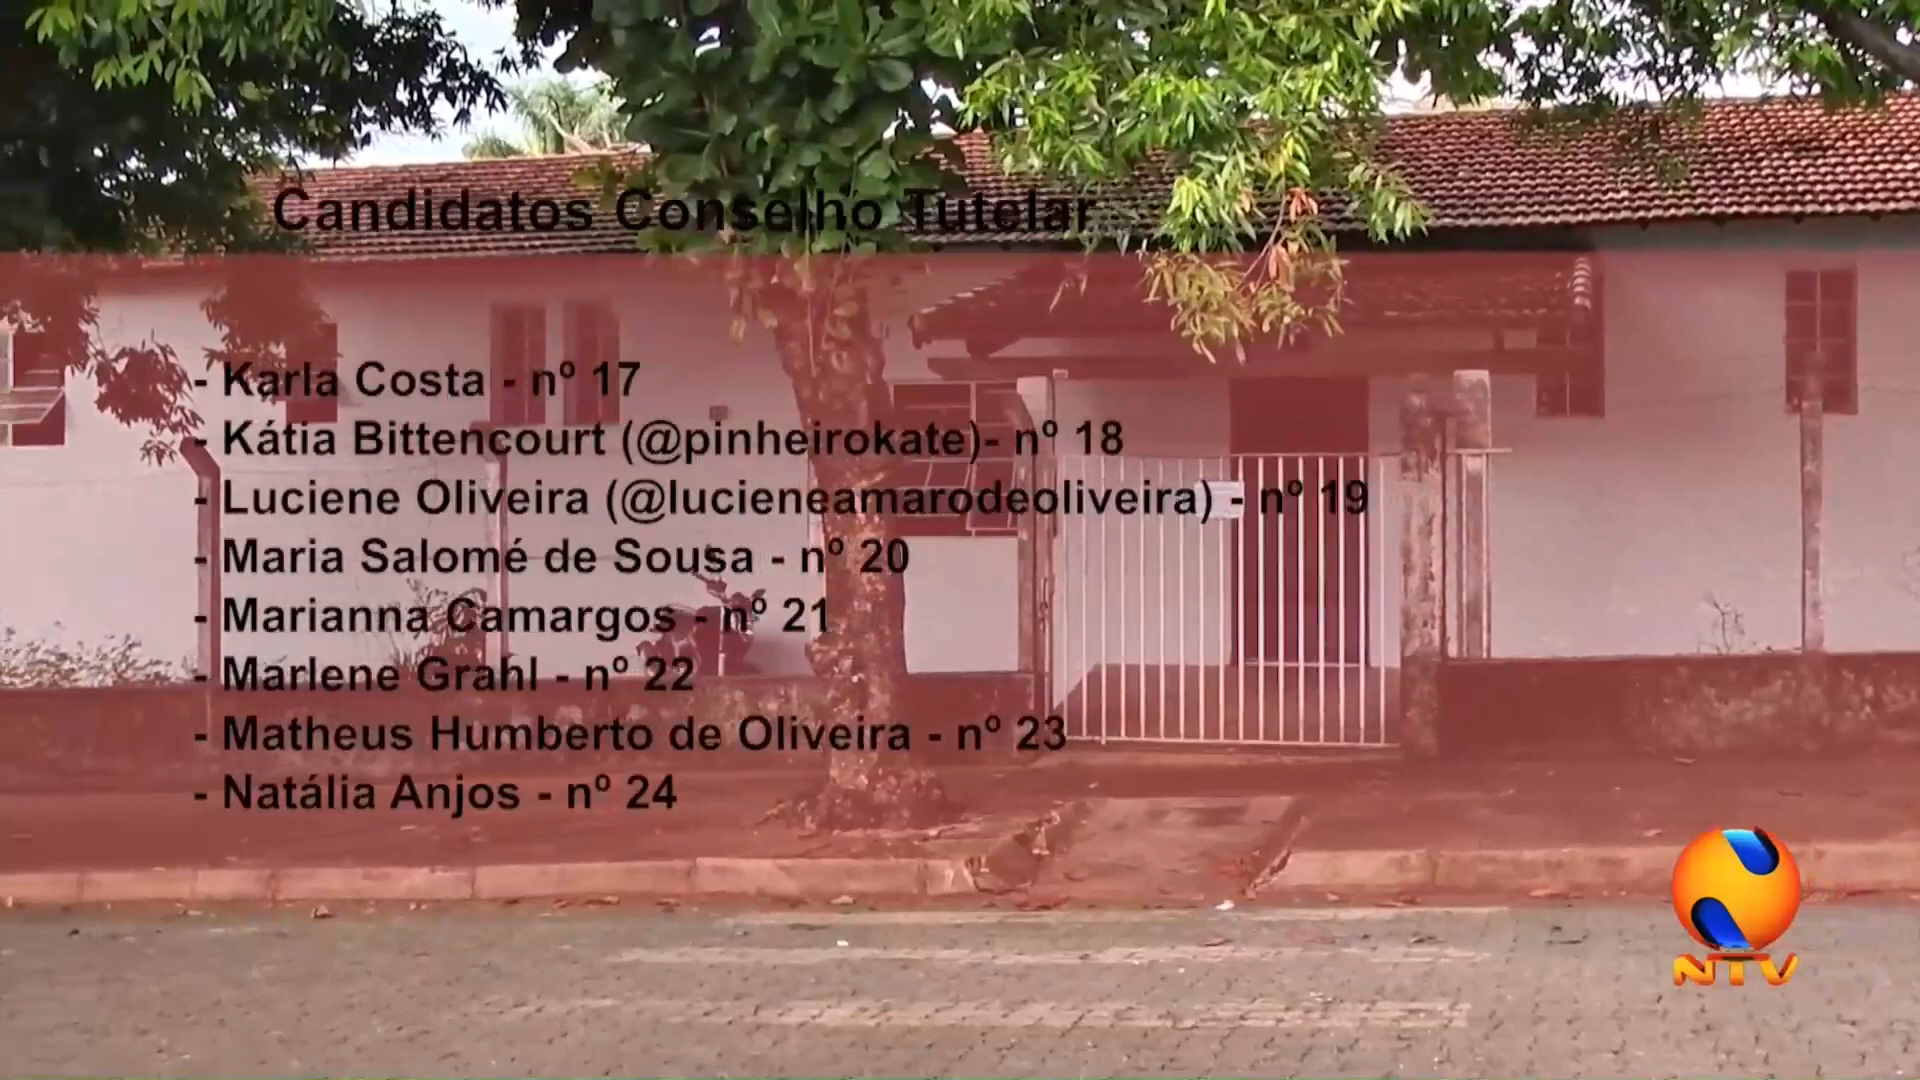 Candidatos Conselho Tutelar
- Karla Costa - nº 17
- Kátia Bittencourt (@pinheirokate)- nº 18
- Luciene Oliveira (@lucieneamarodeoliveira) - nº 19
- Maria Salomé de Sousa - nº 20
- Marianna Camargos - nº 21
- Marlene Grahl - nº 22
- Matheus Humberto de Oliveira - nº 23
- Natália Anjos - nº 24
NTV